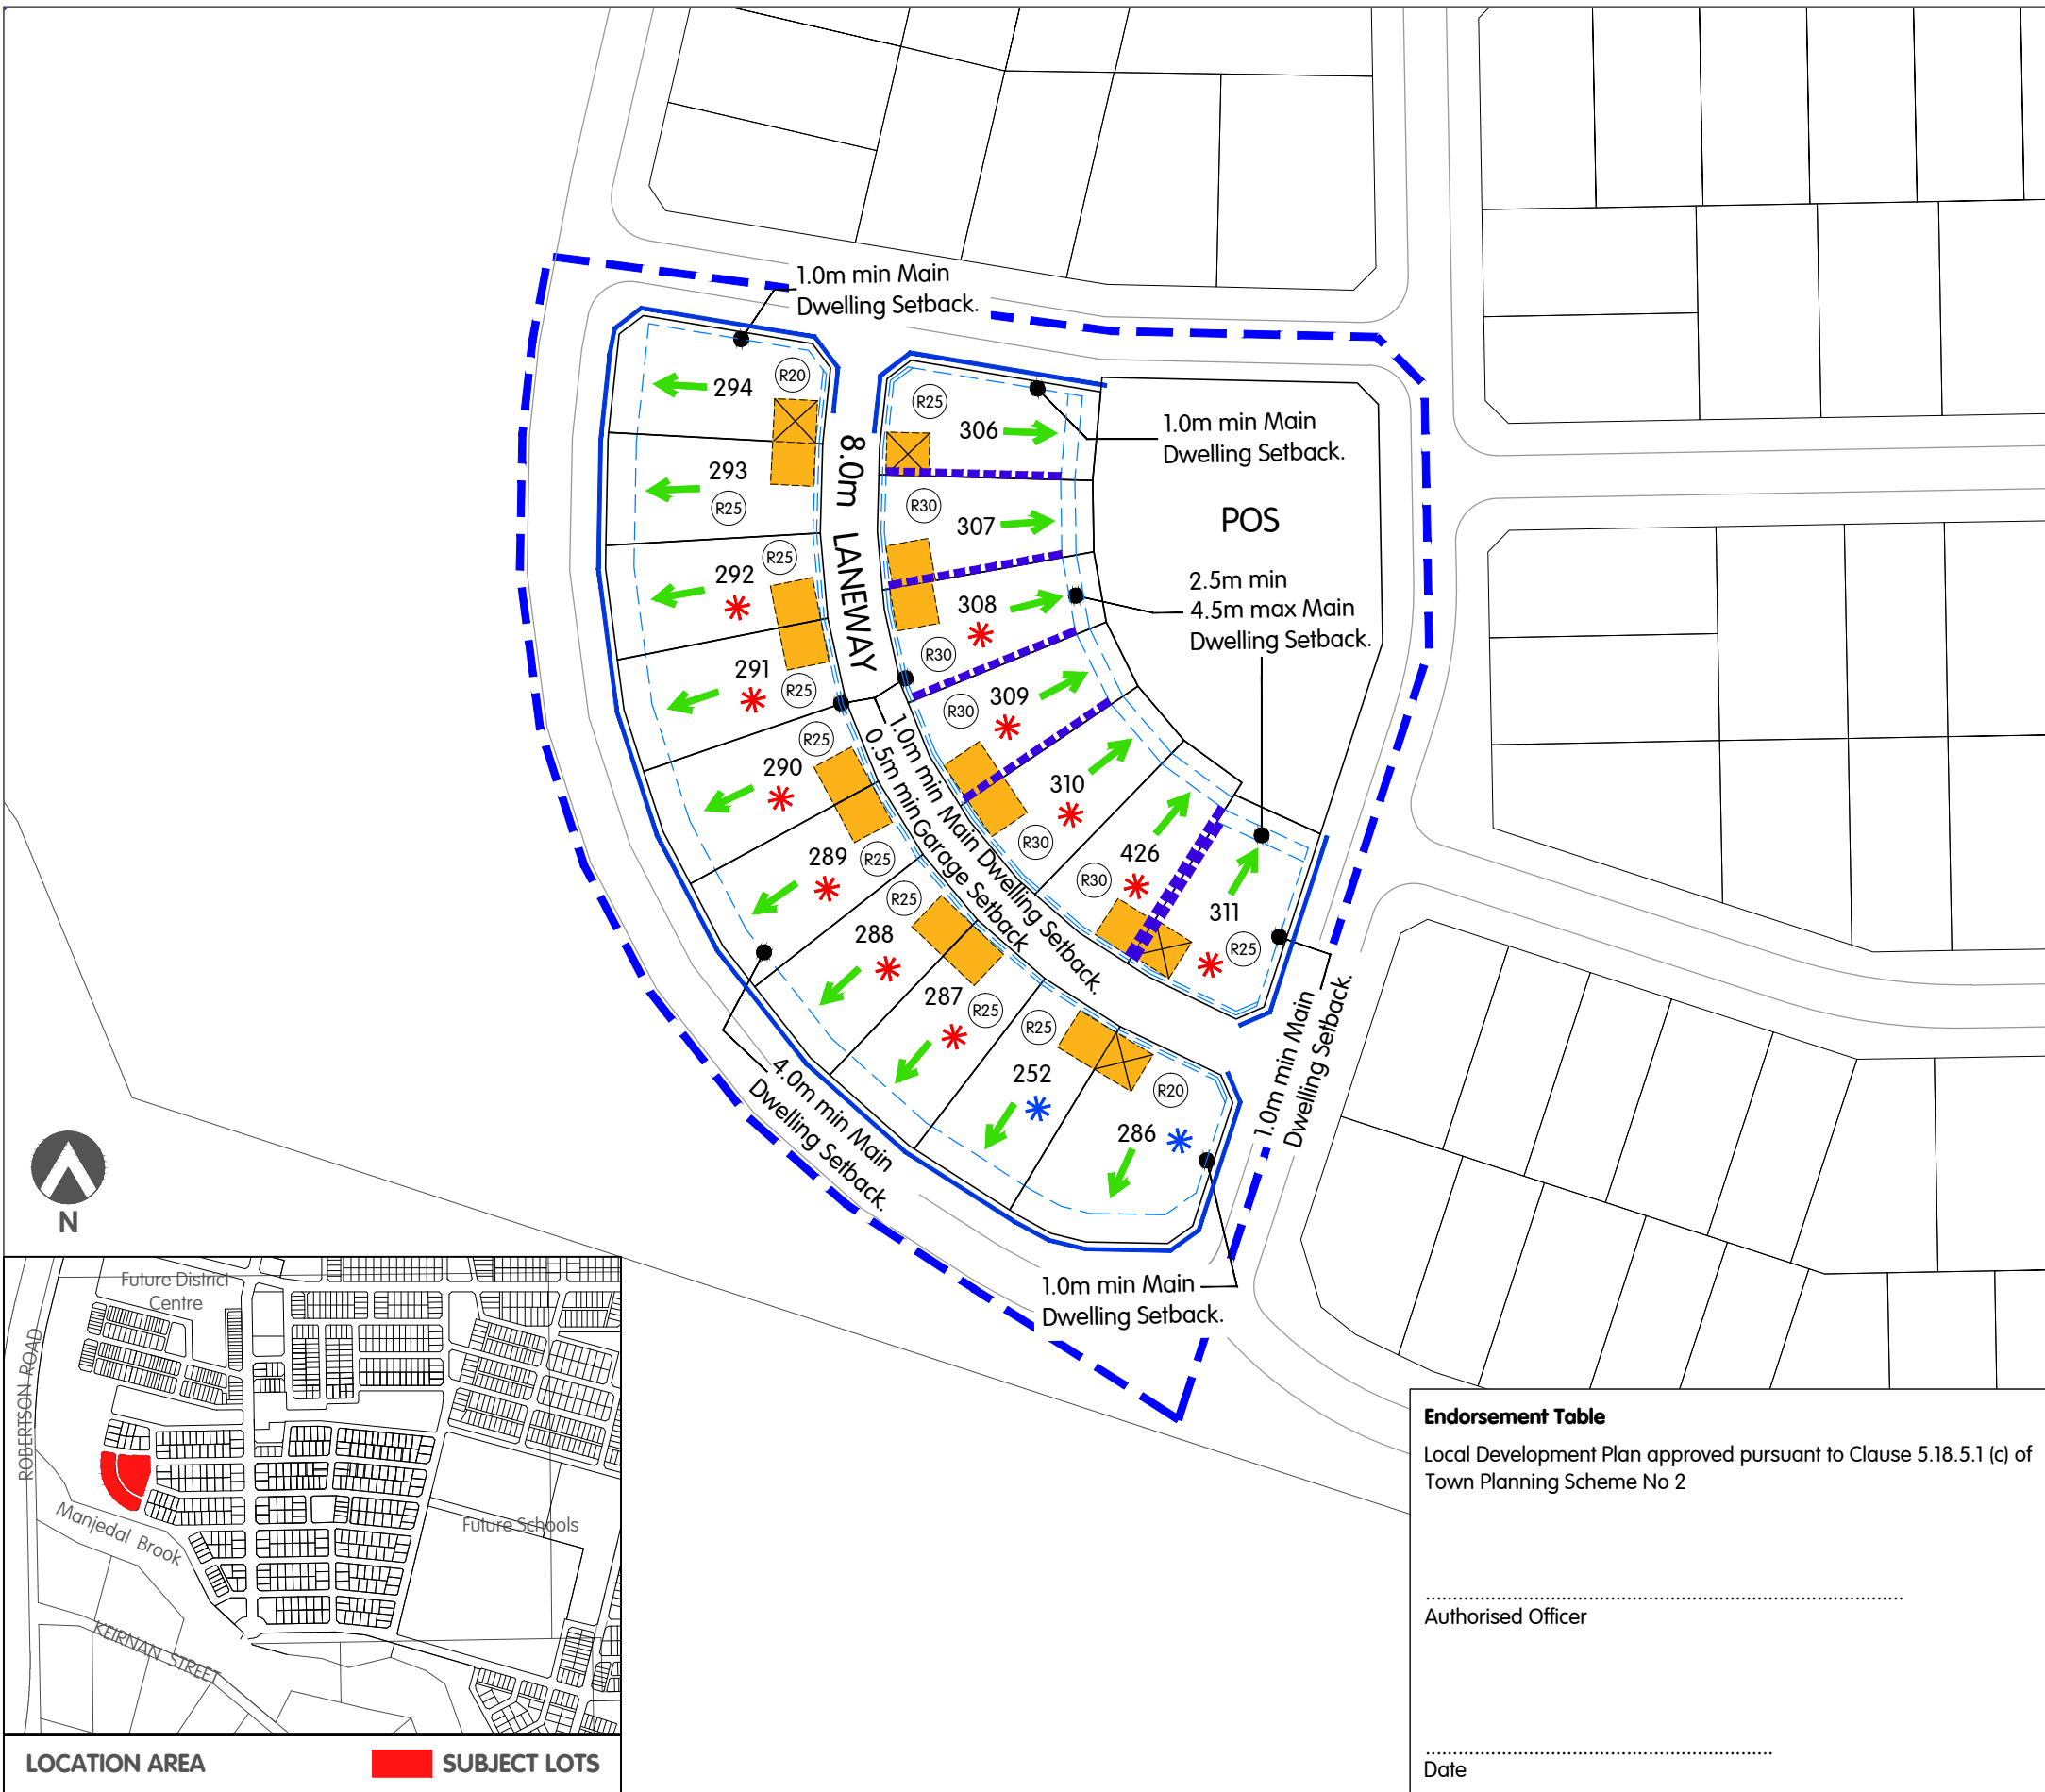 1.0m min Main
Dwelling Setback.
294
R20
293
R25
R25
292
291
R25
R25
290
289
R25
R25
288
287
R25
R25
252
R20
286
8.0m LANEWAY
R25
306
R30
307
308
R30
R30
309
310
R30
426
R30
311
R25
1.0m min Main
Dwelling Setback.
POS
2.5m min
4.5m max Main
Dwelling Setback.
1.0m min Main Dwelling Setback.
0.5m min Garage Setback
4.0m min Main
Dwelling Setback.
1.0m min Main
Dwelling Setback.
1.0m min Main
Dwelling Setback.
N
Future District
Centre
ROBERTSON ROAD
Manjedal Brook
Future Schools
KEIRNAN STREET
LOCATION AREA
SUBJECT LOTS
Endorsement Table
Local Development Plan approved pursuant to Clause 5.18.5.1 (c) of
Town Planning Scheme No 2
Authorised Officer
Date